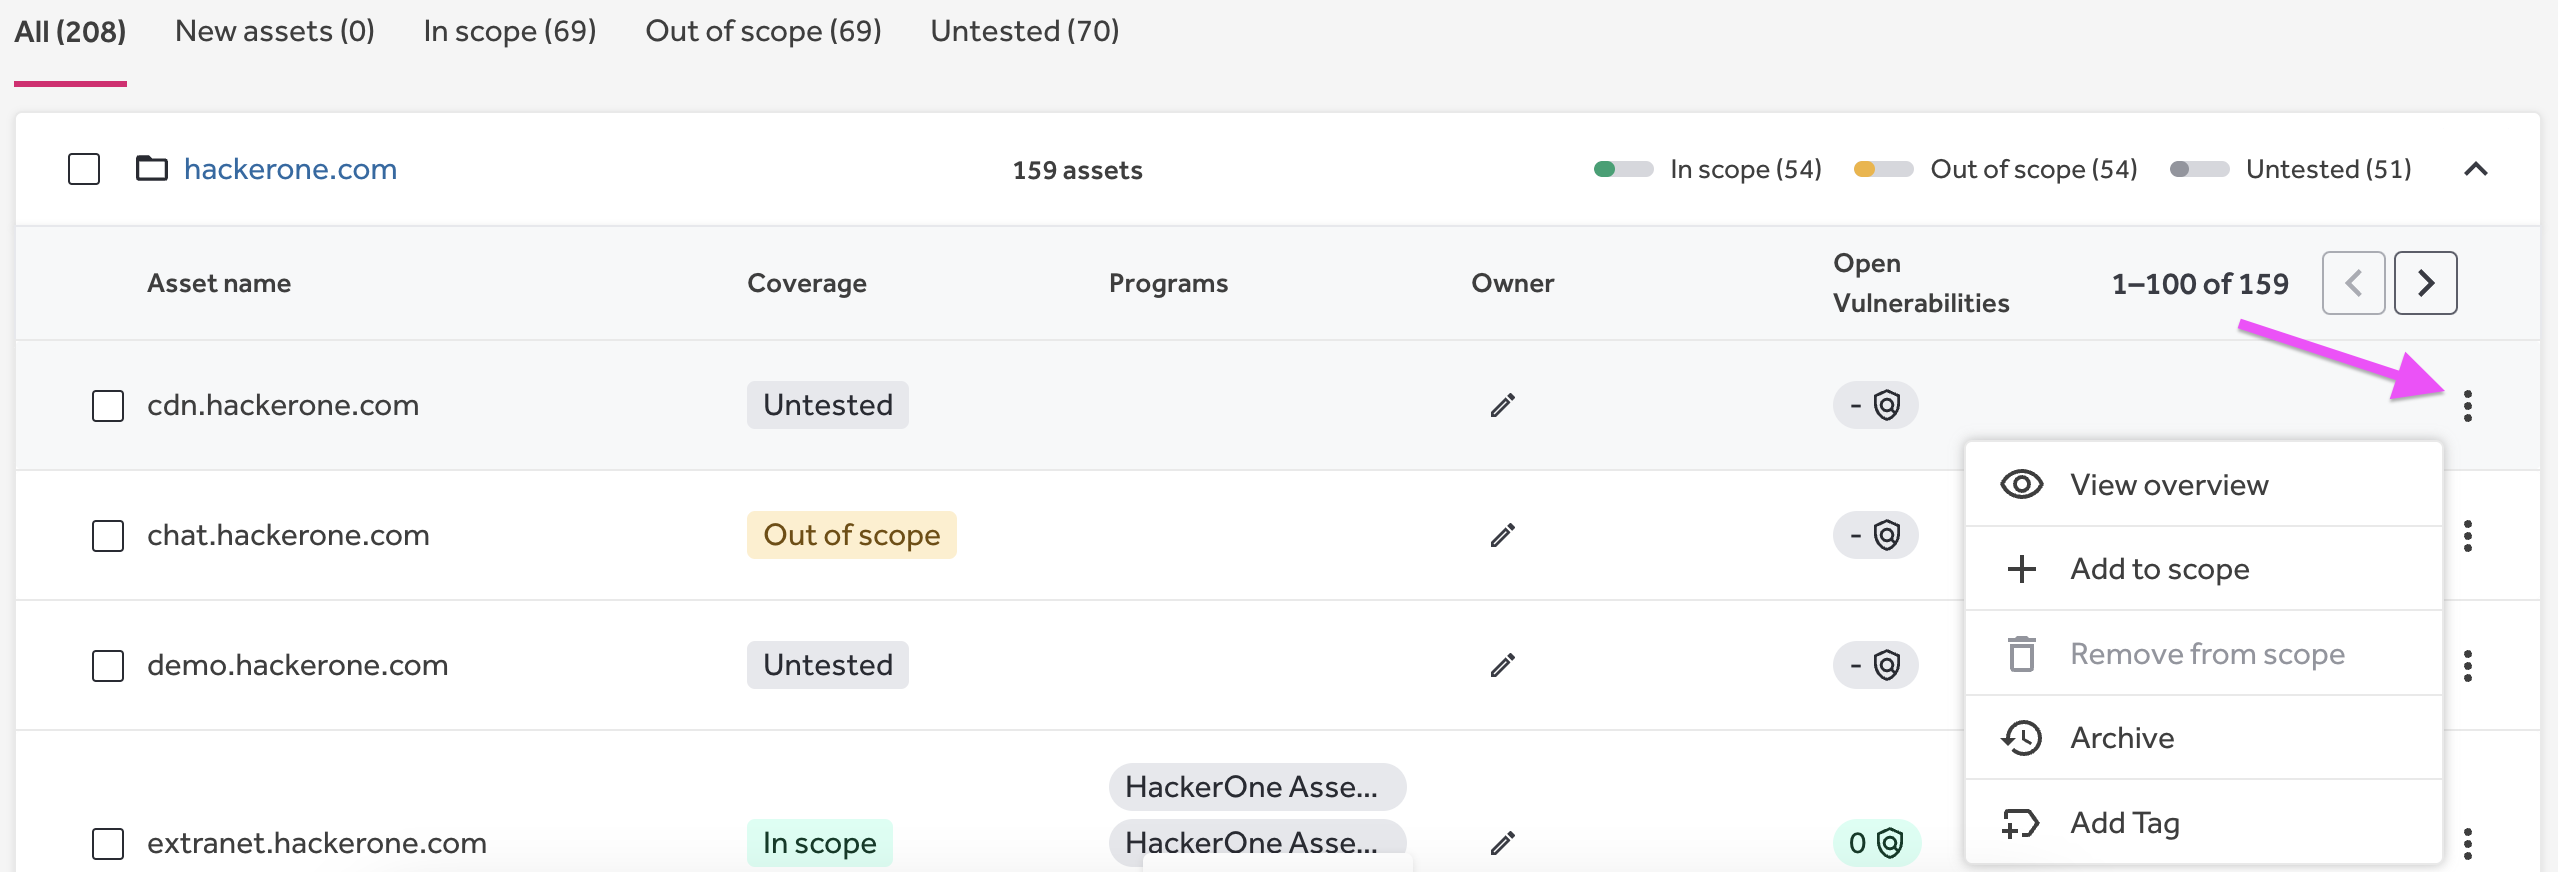 All (208) New assets (0) In scope (69) Out of scope (69) Untested (70)
hackerone.com 159 assets In scope (54) Out of scope (54) Untested (51)
Asset name Coverage Programs Owner Open Vulnerabilities 1–100 of 159
cdn.hackerone.com Untested -
View overview
chat.hackerone.com Out of scope -
Add to scope
demo.hackerone.com Untested -
Remove from scope
Archive
HackerOne Asse...
Add Tag
extranet.hackerone.com In scope HackerOne Asse... 0